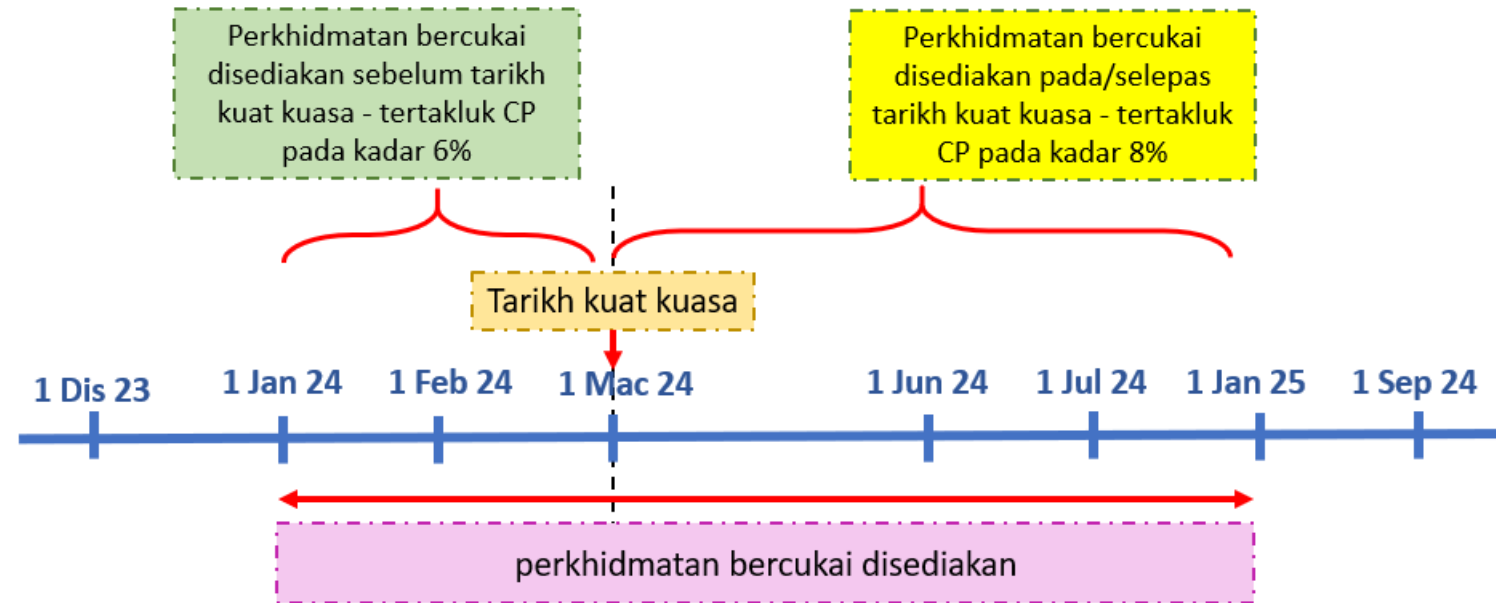 Perkhidmatan bercukai
disediakan sebelum tarikh
kuat kuasa - tertakluk CP
pada kadar 6%
Perkhidmatan bercukai
disediakan pada/selepas
tarikh kuat kuasa - tertakluk
CP pada kadar 8%
Tarikh kuat kuasa
1 Dis 23
1 Jan 24
1 Feb 24
1 Mac 24
1 Jun 24
1 Jul 24
1 Jan 25
1 Sep 24
perkhidmatan bercukai disediakan